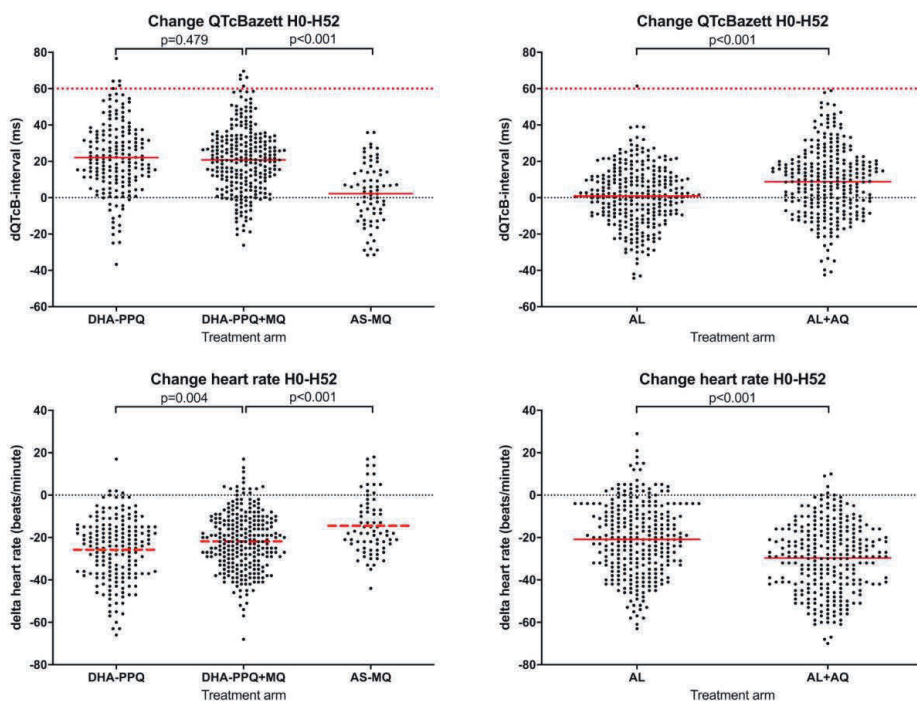 Change QTcBazett H0-H52
p=0.479
p<0.001
dQTcB-interval (ms)
80
60
40
20
0
-20
-40
-60
DHA-PPQ
DHA-PPQ+MQ
AS-MQ
Treatment arm
Change QTcBazett H0-H52
p<0.001
dQTcB-interval (ms)
80
60
40
20
0
-20
-40
-60
AL
AL+AQ
Treatment arm
Change heart rate H0-H52
p=0.004
p<0.001
delta heart rate (beats/minute)
40
20
0
-20
-40
-60
-80
DHA-PPQ
DHA-PPQ+MQ
AS-MQ
Treatment arm
Change heart rate H0-H52
p<0.001
delta heart rate (beats/minute)
40
20
0
-20
-40
-60
-80
AL
AL+AQ
Treatment arm